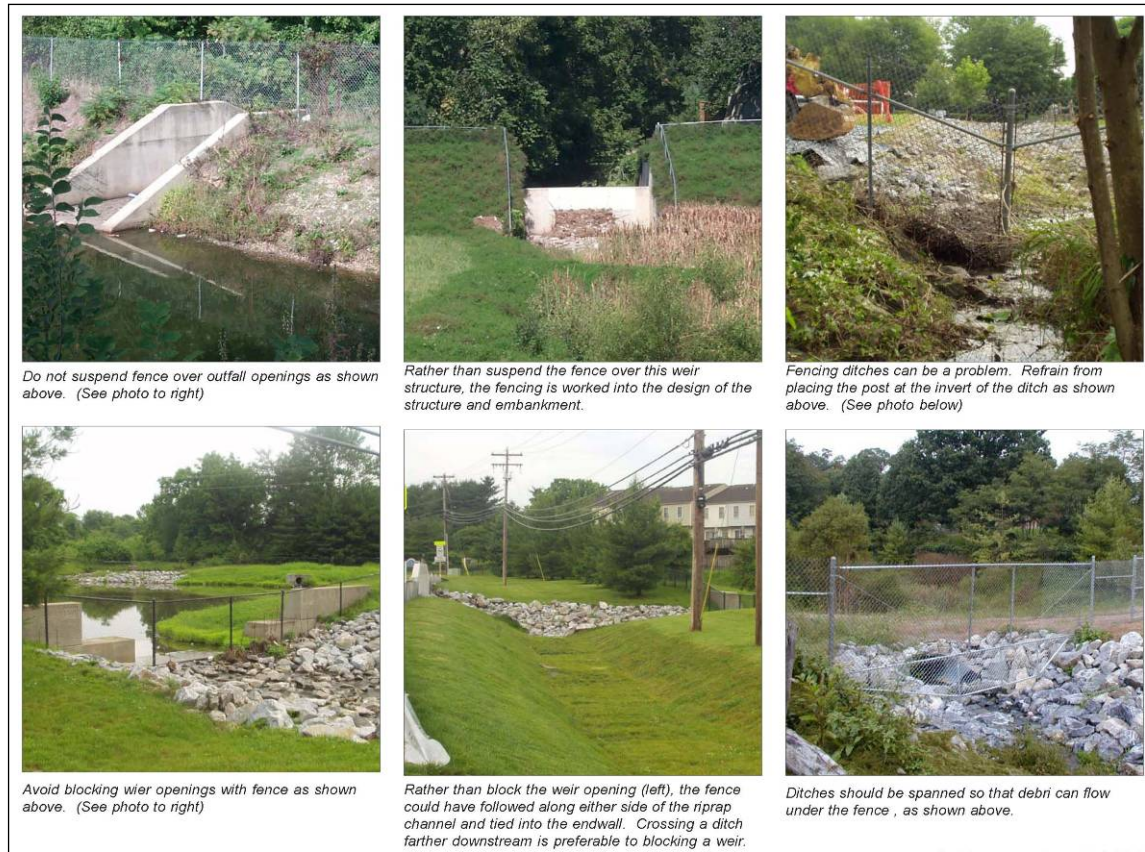 Do not suspend fence over outfall openings as shown
above. (See photo to right)
Rather than suspend the fence over this weir
structure, the fencing is worked into the design of the
structure and embankment.
Fencing ditches can be a problem. Refrain from
placing the post at the invert of the ditch as shown
above. (See photo below)
Avoid blocking wier openings with fence as shown
above. (See photo to right)
Rather than block the weir opening (left), the fence
could have followed along either side of the riprap
channel and tied into the endwall. Crossing a ditch
farther downstream is preferable to blocking a weir.
Ditches should be spanned so that debri can flow
under the fence , as shown above.